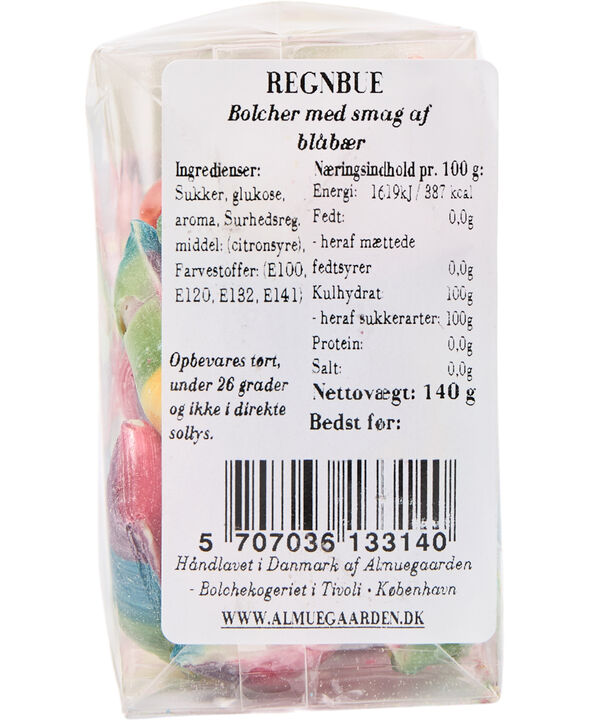 REGNBUE
Bolcher med smag af
blåbær
Ingredienser:
Sukker, glukose,
aroma, Surhedsreg.
middel: (citronsyre),
Farvestoffer: (E100,
E120, E132, E141)
Opbevares tørt,
under 26 grader
og ikke i direkte
sollys.
Næringsindhold pr. 100 g:
Energi: 1619kJ / 387 kcal
Fedt: 0,0g
- heraf mættede
fedtsyrer 0,0g
Kulhydrat 100g
- heraf sukkerarter: 100g
Protein: 0,0g
Salt: 0,0g
Nettovægt: 140 g
Bedst før:
5 707036 133140
Håndlavet i Danmark af Almuegaarden
- Bolchekogeriet i Tivoli • København
WWW.ALMUEGAARDEN.DK